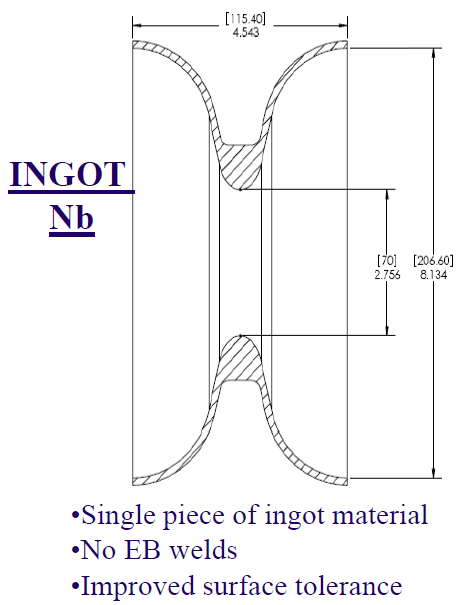 [115.40]
4.543
INGOT
Nb
[70]
2.756
[206.60]
8.134
•Single piece of ingot material
•No EB welds
•Improved surface tolerance